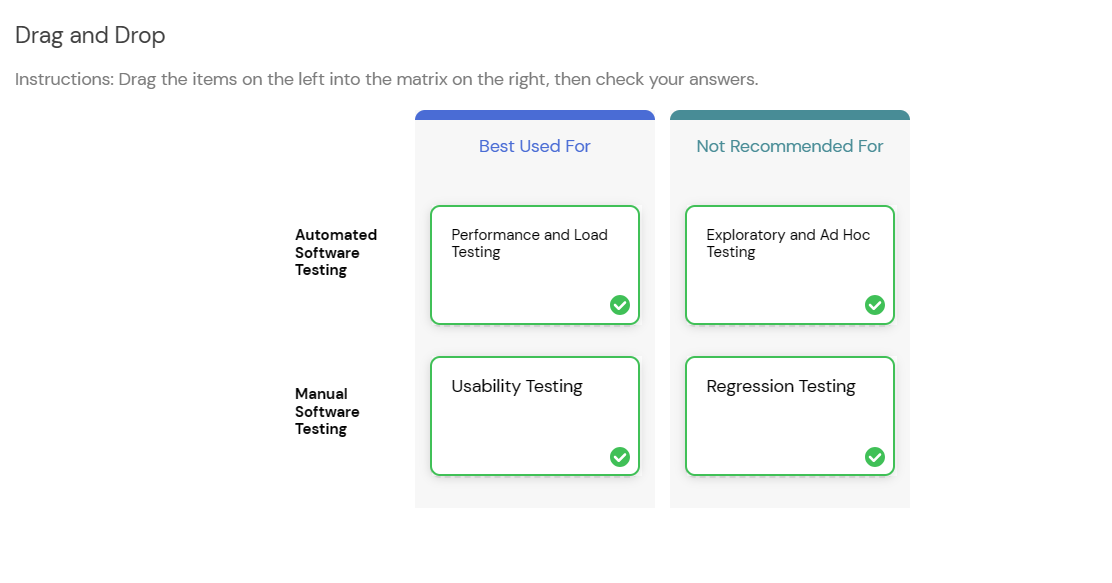 Drag and Drop
Instructions: Drag the items on the left into the matrix on the right, then check your answers.
Best Used For
Not Recommended For
Automated
Software
Testing
Performance and Load
Testing
Exploratory and Ad Hoc
Testing
Manual
Software
Testing
Usability Testing
Regression Testing